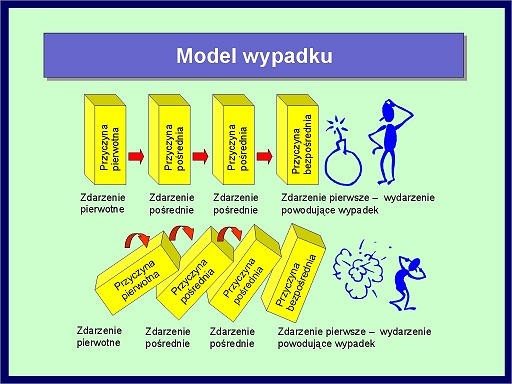 Model wypadku
Przyczyna
pierwotna
Przyczyna
pośrednia
Przyczyna
pośrednia
Przyczyna
bezpośrednia
Zdarzenie
pierwotne
Zdarzenie
pośrednie
Zdarzenie
pośrednie
Zdarzenie pierwsze – wydarzenie
powodujące wypadek
Przyczyna
pierwotna
Przyczyna
pośrednia
Przyczyna
pośrednia
Przyczyna
bezpośrednia
Zdarzenie
pierwotne
Zdarzenie
pośrednie
Zdarzenie
pośrednie
Zdarzenie pierwsze – wydarzenie
powodujące wypadek